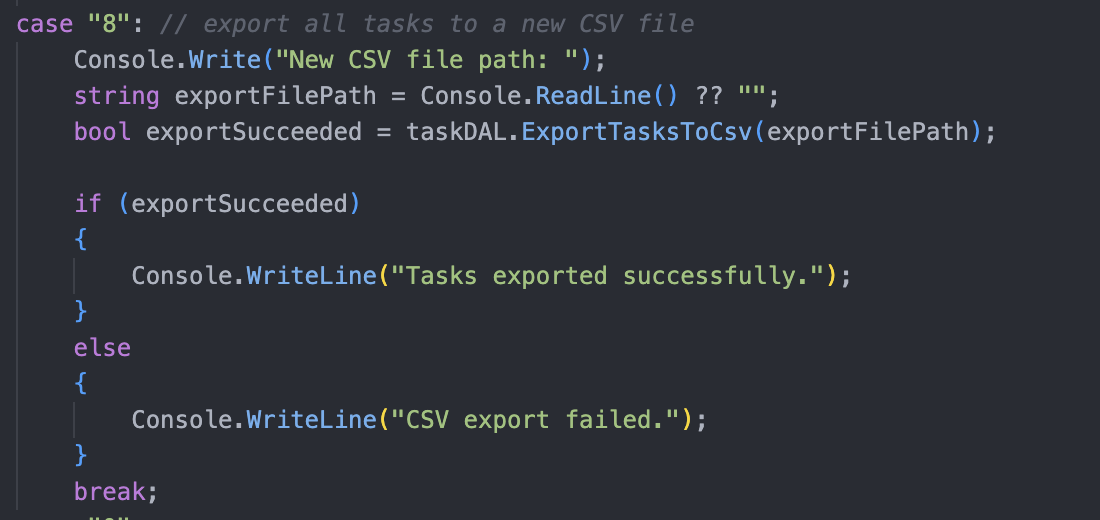 case "8": // export all tasks to a new CSV file
Console.Write("New CSV file path: ");
string exportFilePath = Console.ReadLine() ?? "";
bool exportSucceeded = taskDAL.ExportTasksToCsv(exportFilePath);
if (exportSucceeded)
{
Console.WriteLine("Tasks exported successfully.");
}
else
{
Console.WriteLine("CSV export failed.");
}
break;